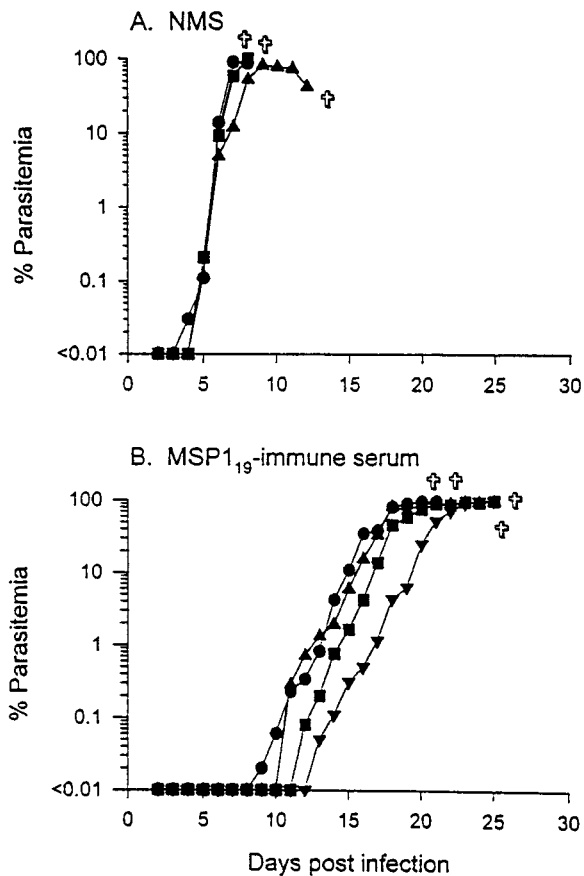 A. NMS
100
10
1
0.1
<0.01
% Parasitemia
0 5 10 15 20 25 30
B. MSP1₁₉-immune serum
100
10
1
0.1
<0.01
% Parasitemia
0 5 10 15 20 25 30
Days post infection